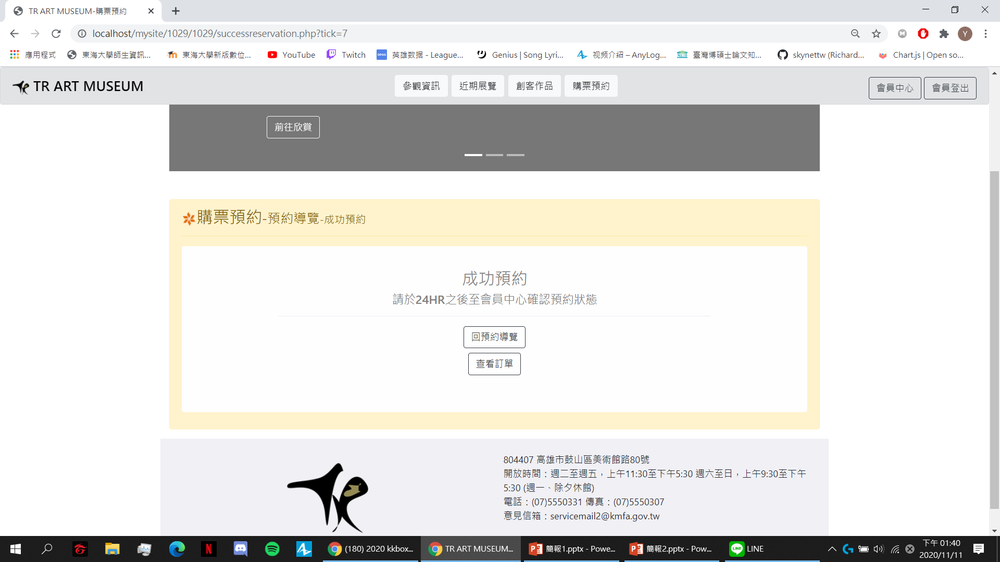 TR ART MUSEUM-購票預約
localhost/mysite/1029/1029/successreservation.php?tick=7
Y
應用程式
東海大學師生資訊...
東海大學新版數位...
YouTube
Twitch
OPGG
英雄数据 - League...
Genius | Song Lyri...
视频介绍 – AnyLog...
臺灣博碩士論文知...
skynettw (Richard...
Chart.js | Open so...
TR ART MUSEUM
參觀資訊
近期展覽
創客作品
購票預約
會員中心
會員登出
前往欣賞
購票預約-預約導覽-成功預約
成功預約
請於24HR之後至會員中心確認預約狀態
回預約導覽
查看訂單
804407 高雄市鼓山區美術館路80號
開放時間：週二至週五，上午11:30至下午5:30 週六至日，上午9:30至下午
5:30 (週一、除夕休館)
電話：(07)5550331 傳真：(07)5550307
意見信箱：servicemail2@kmfa.gov.tw
(180) 2020 kkbox...
TR ART MUSEUM...
簡報1.pptx - Powe...
簡報2.pptx - Pow...
LINE
下午 01:40
2020/11/11